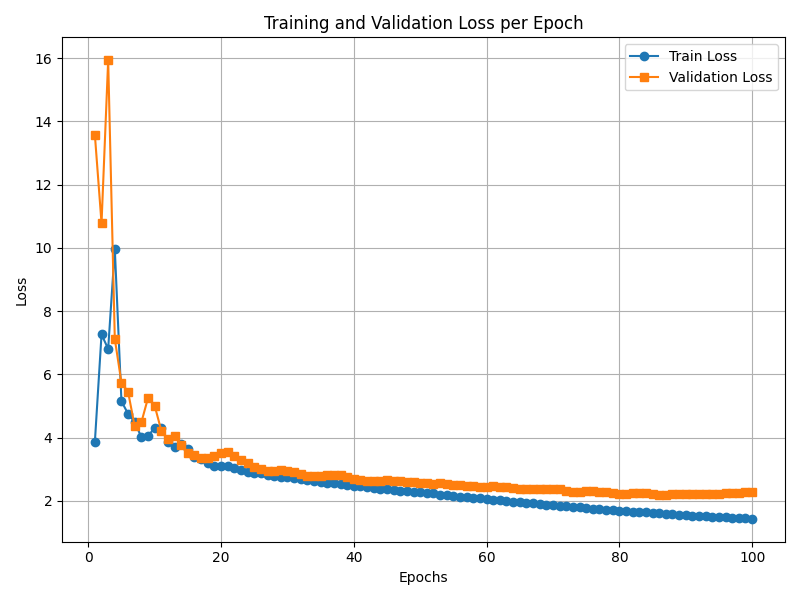 Training and Validation Loss per Epoch
Train Loss
Validation Loss
16
14
12
10
8
6
4
2
Loss
0 20 40 60 80 100
Epochs